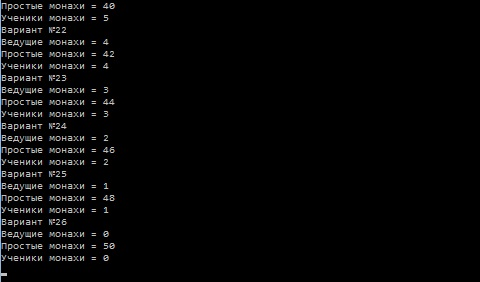 Простые монахи = 40
Ученики монахи = 5
Вариант №22
Ведущие монахи = 4
Простые монахи = 42
Ученики монахи = 4
Вариант №23
Ведущие монахи = 3
Простые монахи = 44
Ученики монахи = 3
Вариант №24
Ведущие монахи = 2
Простые монахи = 46
Ученики монахи = 2
Вариант №25
Ведущие монахи = 1
Простые монахи = 48
Ученики монахи = 1
Вариант №26
Ведущие монахи = 0
Простые монахи = 50
Ученики монахи = 0